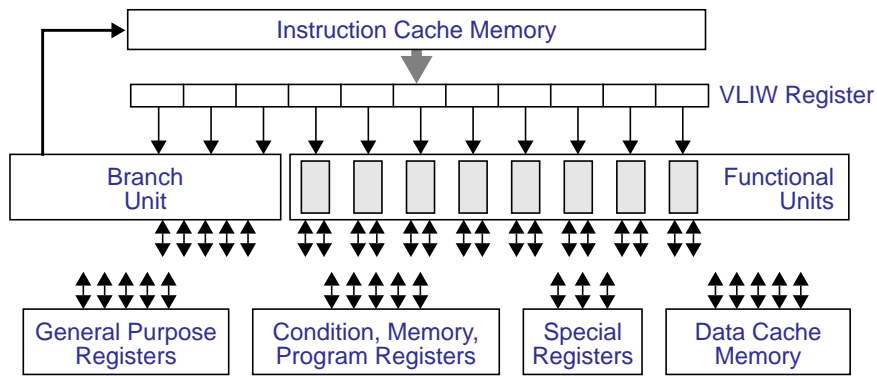 Instruction Cache Memory
VLIW Register
Branch
Unit
Functional
Units
General Purpose
Registers
Condition, Memory,
Program Registers
Special
Registers
Data Cache
Memory